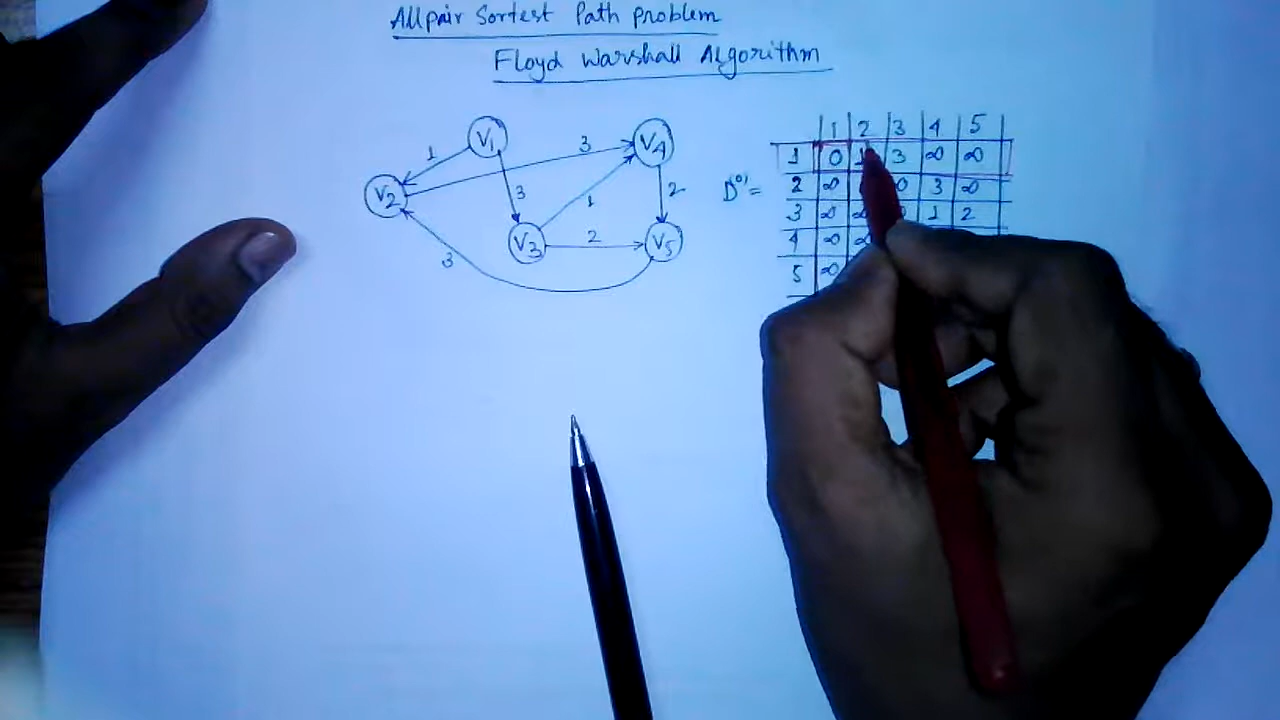 Allpair Sortest Path problem
Floyd Warshall Algorithm
V1
V4
V2
V3
V5
1
3
3
1
2
2
3
D(0) =
1 2 3 4 5
1 0 1 3 ∞ ∞
2 ∞ 3 ∞
3 ∞ ∞ 1 2
4 ∞ ∞
5 ∞